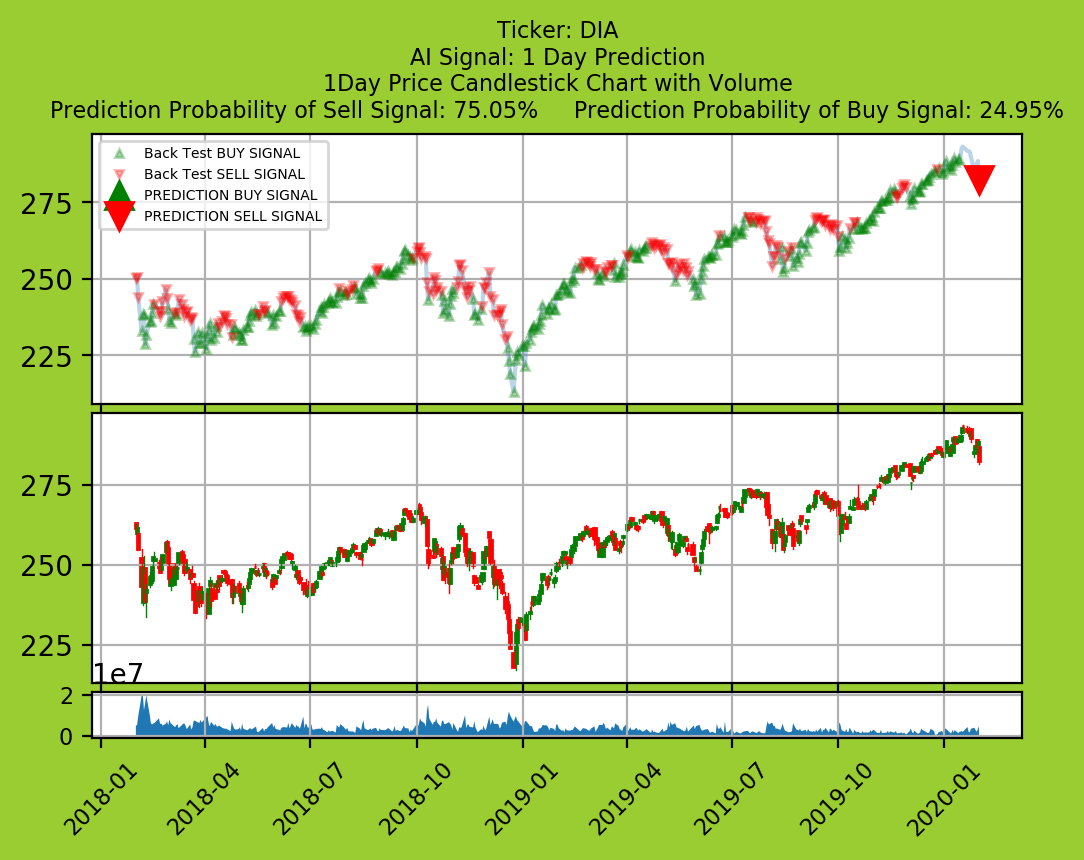 Ticker: DIA
AI Signal: 1 Day Prediction
1Day Price Candlestick Chart with Volume
Prediction Probability of Sell Signal: 75.05% Prediction Probability of Buy Signal: 24.95%
Back Test BUY SIGNAL
Back Test SELL SIGNAL
PREDICTION BUY SIGNAL
PREDICTION SELL SIGNAL
275
250
225
275
250
225
1e7
2
0
2018-01
2018-04
2018-07
2018-10
2019-01
2019-04
2019-07
2019-10
2020-01